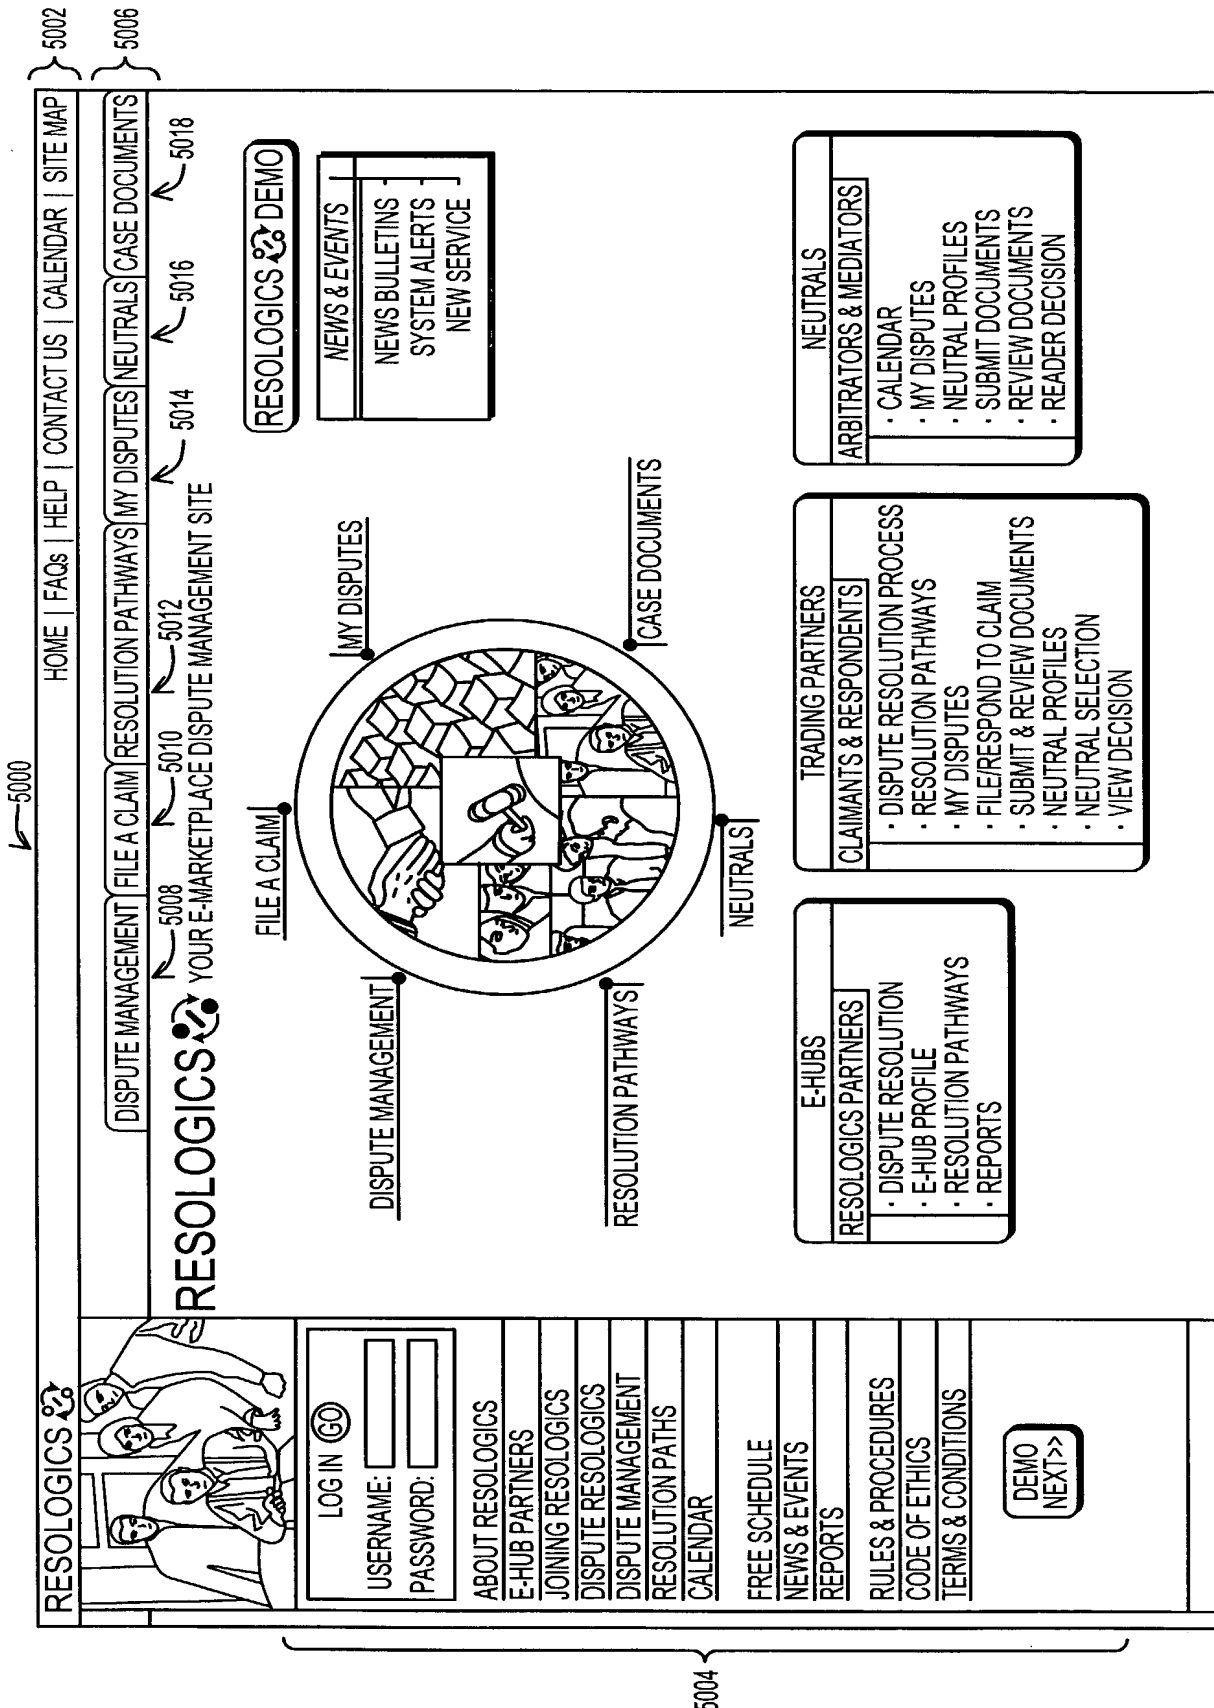 5000
RESOLOGICS
HOME | FAQs | HELP | CONTACT US | CALENDAR | SITE MAP
5002
DISPUTE MANAGEMENT
FILE A CLAIM
RESOLUTION PATHWAYS
MY DISPUTES
NEUTRALS
CASE DOCUMENTS
5006
5008
5010
5012
5014
5016
5018
RESOLOGICS
YOUR E-MARKETPLACE DISPUTE MANAGEMENT SITE
LOG IN GO
USERNAME:
PASSWORD:
ABOUT RESOLOGICS
E-HUB PARTNERS
JOINING RESOLOGICS
DISPUTE RESOLOGICS
DISPUTE MANAGEMENT
RESOLUTION PATHS
CALENDAR
FREE SCHEDULE
NEWS & EVENTS
REPORTS
RULES & PROCEDURES
CODE OF ETHICS
TERMS & CONDITIONS
DEMO
NEXT>>
5004
FILE A CLAIM
DISPUTE MANAGEMENT
MY DISPUTES
RESOLUTION PATHWAYS
CASE DOCUMENTS
NEUTRALS
RESOLOGICS DEMO
NEWS & EVENTS
NEWS BULLETINS
SYSTEM ALERTS
NEW SERVICE
E-HUBS
RESOLOGICS PARTNERS
· DISPUTE RESOLUTION
· E-HUB PROFILE
· RESOLUTION PATHWAYS
· REPORTS
TRADING PARTNERS
CLAIMANTS & RESPONDENTS
· DISPUTE RESOLUTION PROCESS
· RESOLUTION PATHWAYS
· MY DISPUTES
· FILE/RESPOND TO CLAIM
· SUBMIT & REVIEW DOCUMENTS
· NEUTRAL PROFILES
· NEUTRAL SELECTION
· VIEW DECISION
NEUTRALS
ARBITRATORS & MEDIATORS
· CALENDAR
· MY DISPUTES
· NEUTRAL PROFILES
· SUBMIT DOCUMENTS
· REVIEW DOCUMENTS
· READER DECISION